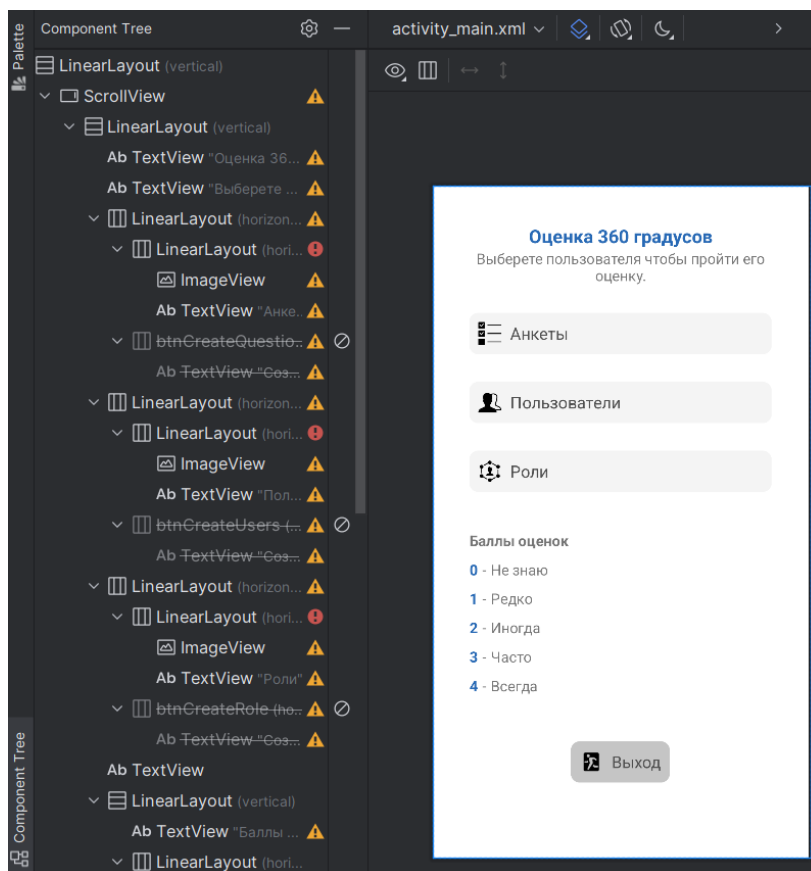 Palette
Component Tree
LinearLayout (vertical)
ScrollView
LinearLayout (vertical)
Ab TextView "Оценка 36...
Ab TextView "Выберете ...
LinearLayout (horizon...
LinearLayout (hori...
ImageView
Ab TextView "Анке..
btnCreateQuestio..
Ab TextView "Соз...
LinearLayout (horizon...
LinearLayout (hori...
ImageView
Ab TextView "Пол...
btnCreateUsers (...
Ab TextView "Соз...
LinearLayout (horizon...
LinearLayout (hori...
ImageView
Ab TextView "Роли"
btnCreateRole (ho..
Ab TextView "Соз...
Ab TextView
LinearLayout (vertical)
Ab TextView "Баллы ...
LinearLayout (hori...
Component Tree
activity_main.xml
Оценка 360 градусов
Выберете пользователя чтобы пройти его
оценку.
Анкеты
Пользователи
Роли
Баллы оценок
0 - Не знаю
1 - Редко
2 - Иногда
3 - Часто
4 - Всегда
Выход